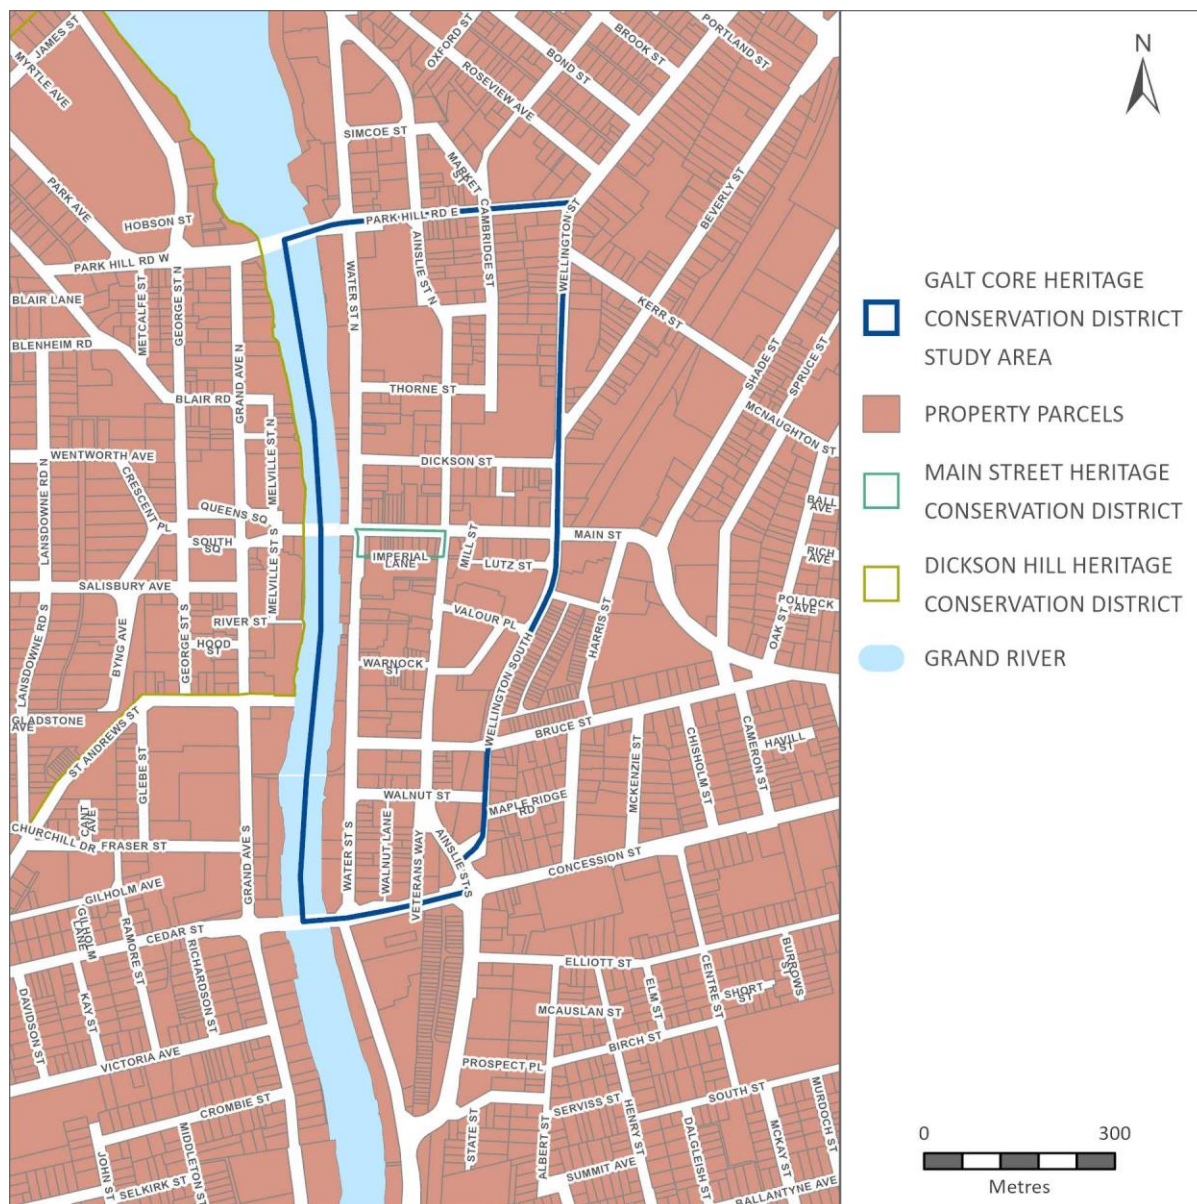 JAMES ST
MYRTLE AVE
OXFORD ST
BROOK ST
PORTLAND ST
BOND ST
ROSEVIEW AVE
SIMCOE ST
MARKET
ST
CAMBRIDGE ST
PARK AVE
HOBSON ST
PARK HILL RD E
WELLINGTON ST
BEVERLY ST
PARK HILL RD W
BLAIR LANE
METCALFE ST
GEORGE ST N
WATER ST N
AINSLIE ST N
KERR ST
BLENHEIM RD
GRAND AVE N
SHADE ST
SPRUCE ST
THORNE ST
BLAIR RD
MCNAUGHTON ST
LANSDOWNE RD N
WENTWORTH AVE
CRESCENT PL
MELVILLE ST N
DICKSON ST
BALL
AVE
QUEENS SQ
SOUTH
SQ
MAIN ST
MILL ST
IMPERIAL
LANE
LUTZ ST
RICH
AVE
SALISBURY AVE
MELVILLE ST S
POLLOCK
AVE
LANSDOWNE RD S
BYNG AVE
GEORGE ST S
RIVER ST
HOOD
ST
VALOUR PL
HARRIS ST
OAK ST
WARNOCK
ST
WELLINGTON SOUTH
GLADSTONE
AVE
ST ANDREWS ST
GLEBE ST
BRUCE ST
MCKENZIE ST
CHISHOLM ST
CAMERON ST
HAVILL
ST
WALNUT ST
MAPLE RIDGE
RD
CANT
AVE
CHURCHILL DR
FRASER ST
GRAND AVE S
WATER ST S
WALNUT LANE
VETERANS WAY
AINSLIE ST S
CONCESSION ST
GILHOLM AVE
GILHOLM
LANE
RAMORE ST
CEDAR ST
RICHARDSON ST
DAVIDSON ST
KAY ST
ELLIOTT ST
ELM ST
CENTRE ST
SHORT
ST
BURROWS
ST
MCAUSLAN ST
BIRCH ST
VICTORIA AVE
PROSPECT PL
CROMBIE ST
SERVISS ST
SOUTH ST
JOHN ST
MIDDLETON ST
SELKIRK ST
STATE ST
ALBERT ST
HENRY ST
SUMMIT AVE
DALGLEISH ST
MCKAY ST
MURDOCH ST
BALLANTYNE AVE
N
GALT CORE HERITAGE
CONSERVATION DISTRICT
STUDY AREA
PROPERTY PARCELS
MAIN STREET HERITAGE
CONSERVATION DISTRICT
DICKSON HILL HERITAGE
CONSERVATION DISTRICT
GRAND RIVER
0 300
Metres